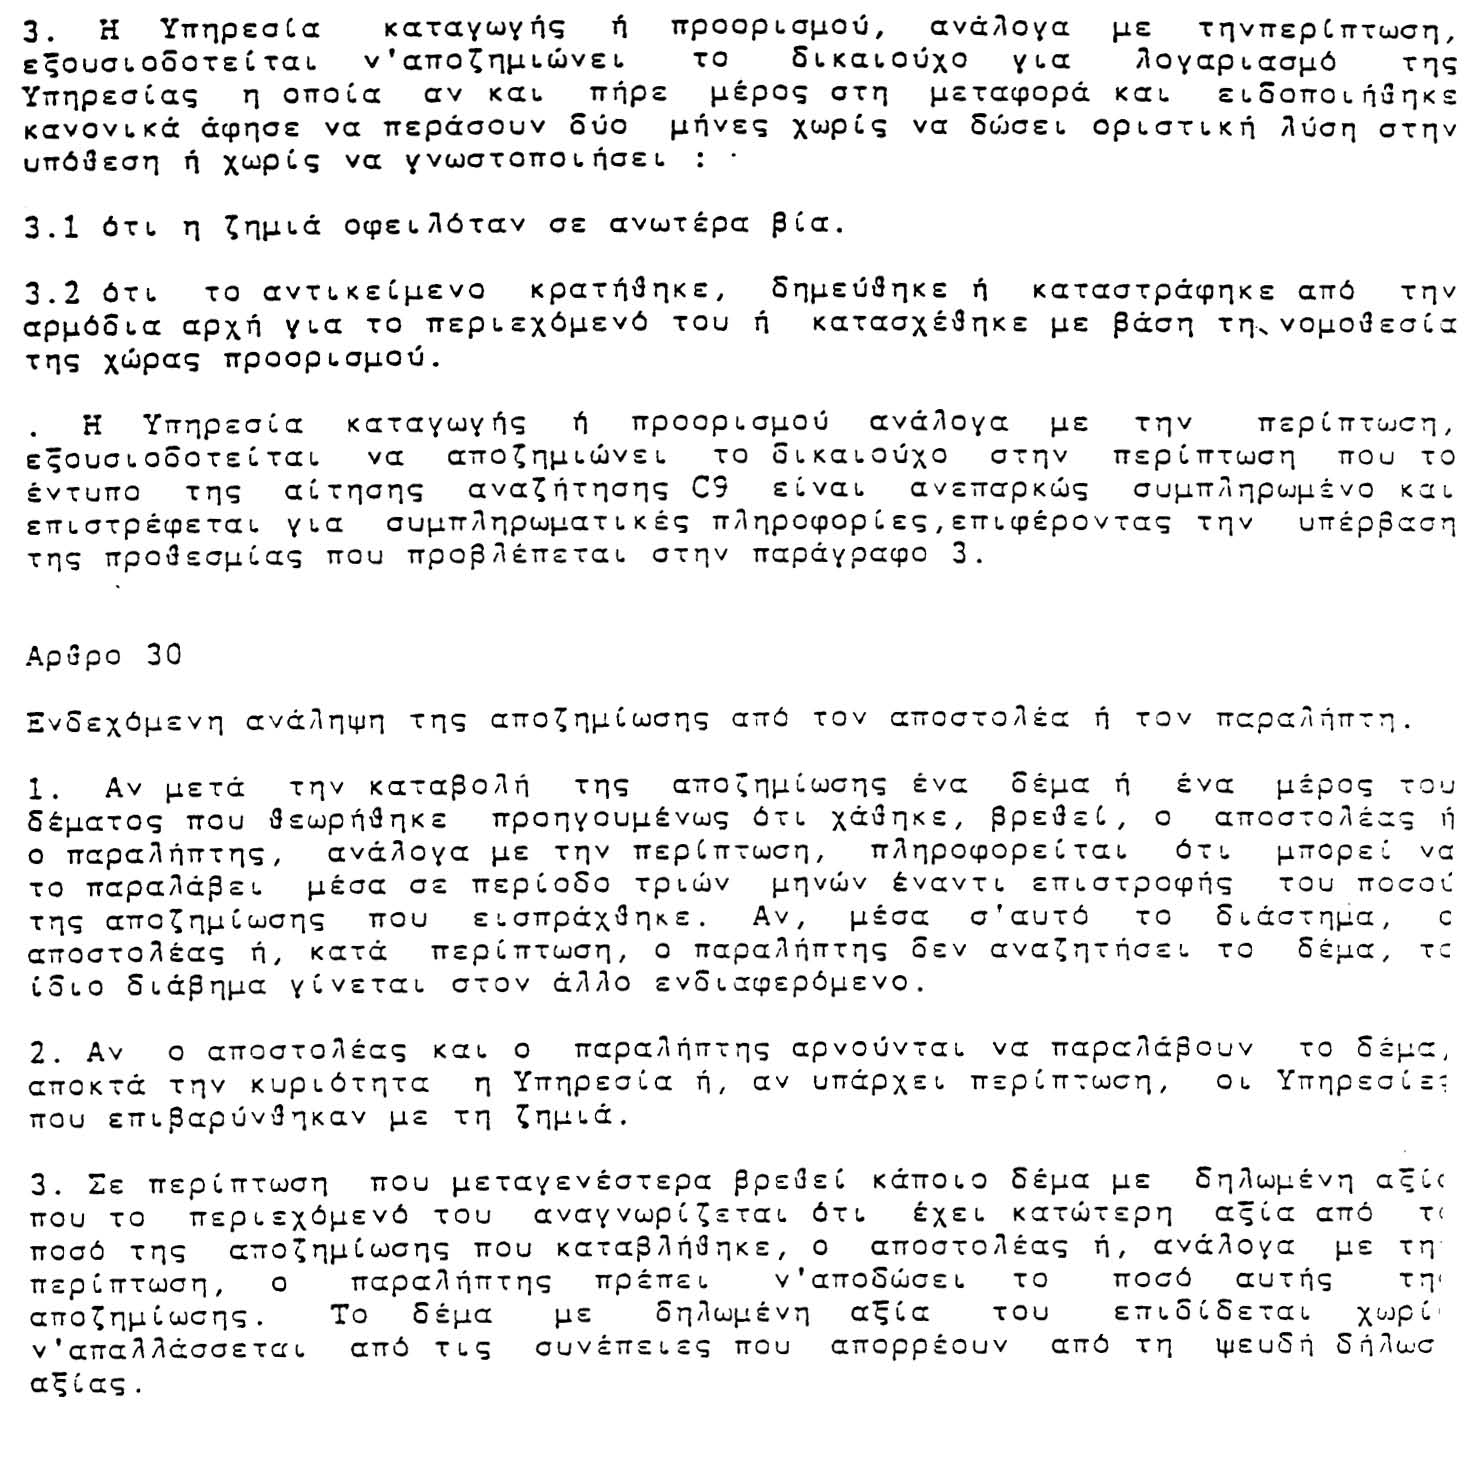 3. Η Υπηρεσία καταγωγής ή προορισμού, ανάλογα με τηνπερίπτωση,
εξουσιοδοτείται ν'αποζημιώνει το δικαιούχο για λογαριασμό της
Υπηρεσίας η οποία αν και πήρε μέρος στη μεταφορά και ειδοποιήθηκε
κανονικά άφησε να περάσουν δύο μήνες χωρίς να δώσει οριστική λύση στην
υπόθεση ή χωρίς να γνωστοποιήσει :
3.1 ότι η ζημιά οφειλόταν σε ανωτέρα βία.
3.2 ότι το αντικείμενο κρατήθηκε, δημεύθηκε ή καταστράφηκε από την
αρμόδια αρχή για το περιεχόμενό του ή κατασχέθηκε με βάση τη νομοθεσία
της χώρας προορισμού.
. Η Υπηρεσία καταγωγής ή προορισμού ανάλογα με την περίπτωση,
εξουσιοδοτείται να αποζημιώνει το δικαιούχο στην περίπτωση που το
έντυπο της αίτησης αναζήτησης C9 είναι ανεπαρκώς συμπληρωμένο και
επιστρέφεται για συμπληρωματικές πληροφορίες,επιφέροντας την υπέρβαση
της προθεσμίας που προβλέπεται στην παράγραφο 3.
Αρθρο 30
Ενδεχόμενη ανάληψη της αποζημίωσης από τον αποστολέα ή τον παραλήπτη.
1. Αν μετά την καταβολή της αποζημίωσης ένα δέμα ή ένα μέρος του
δέματος που θεωρήθηκε προηγουμένως ότι χάθηκε, βρεθεί, ο αποστολέας ή
ο παραλήπτης, ανάλογα με την περίπτωση, πληροφορείται ότι μπορεί να
το παραλάβει μέσα σε περίοδο τριών μηνών έναντι επιστροφής του ποσού
της αποζημίωσης που εισπράχθηκε. Αν, μέσα σ'αυτό το διάστημα, ο
αποστολέας ή, κατά περίπτωση, ο παραλήπτης δεν αναζητήσει το δέμα, το
ίδιο διάβημα γίνεται στον άλλο ενδιαφερόμενο.
2. Αν ο αποστολέας και ο παραλήπτης αρνούνται να παραλάβουν το δέμα,
αποκτά την κυριότητα η Υπηρεσία ή, αν υπάρχει περίπτωση, οι Υπηρεσίες
που επιβαρύνθηκαν με τη ζημιά.
3. Σε περίπτωση που μεταγενέστερα βρεθεί κάποιο δέμα με δηλωμένη αξία
που το περιεχόμενό του αναγνωρίζεται ότι έχει κατώτερη αξία από το
ποσό της αποζημίωσης που καταβλήθηκε, ο αποστολέας ή, ανάλογα με τη
περίπτωση, ο παραλήπτης πρέπει ν'αποδώσει το ποσό αυτής της
αποζημίωσης. Το δέμα με δηλωμένη αξία του επιδίδεται χωρί
ν'απαλλάσσεται από τις συνέπειες που απορρέουν από τη ψευδή δήλωσ
αξίας.